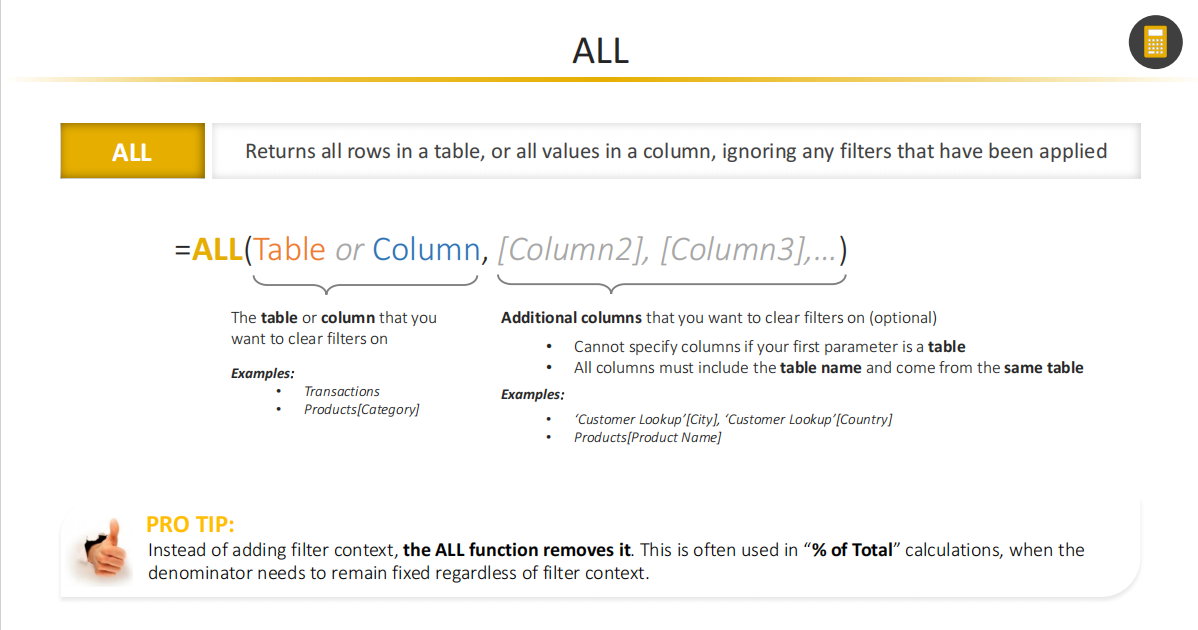 ALL
ALL
Returns all rows in a table, or all values in a column, ignoring any filters that have been applied
=ALL(Table or Column, [Column2], [Column3],…)
The table or column that you
want to clear filters on
Examples:
• Transactions
• Products[Category]
Additional columns that you want to clear filters on (optional)
• Cannot specify columns if your first parameter is a table
• All columns must include the table name and come from the same table
Examples:
• ‘Customer Lookup’[City], ‘Customer Lookup’[Country]
• Products[Product Name]
PRO TIP:
Instead of adding filter context, the ALL function removes it. This is often used in “% of Total” calculations, when the
denominator needs to remain fixed regardless of filter context.